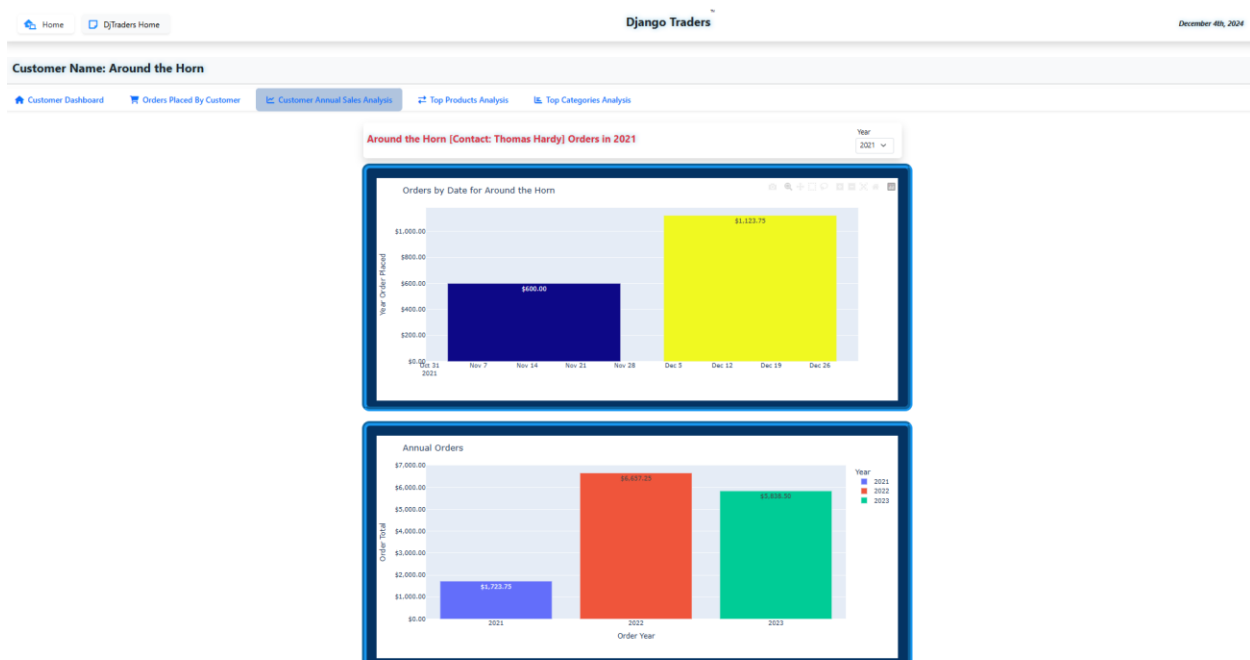 Home DjTraders Home Django Traders December 4th, 2024
Customer Name: Around the Horn
Customer Dashboard Orders Placed By Customer Customer Annual Sales Analysis Top Products Analysis Top Categories Analysis
Around the Horn [Contact: Thomas Hardy] Orders in 2021
Year
2021
Orders by Date for Around the Horn
Year Order Placed
$1,000.00
$800.00
$600.00
$400.00
$200.00
$0.00
$600.00
$1,123.75
Oct 31 Nov 7 Nov 14 Nov 21 Nov 28 Dec 5 Dec 12 Dec 19 Dec 26
2021
Annual Orders
Order Total
$7,000.00
$6,000.00
$5,000.00
$4,000.00
$3,000.00
$2,000.00
$1,000.00
$0.00
$1,723.75
2021 2022 2023
Order Year
Year
2021
2022
2023